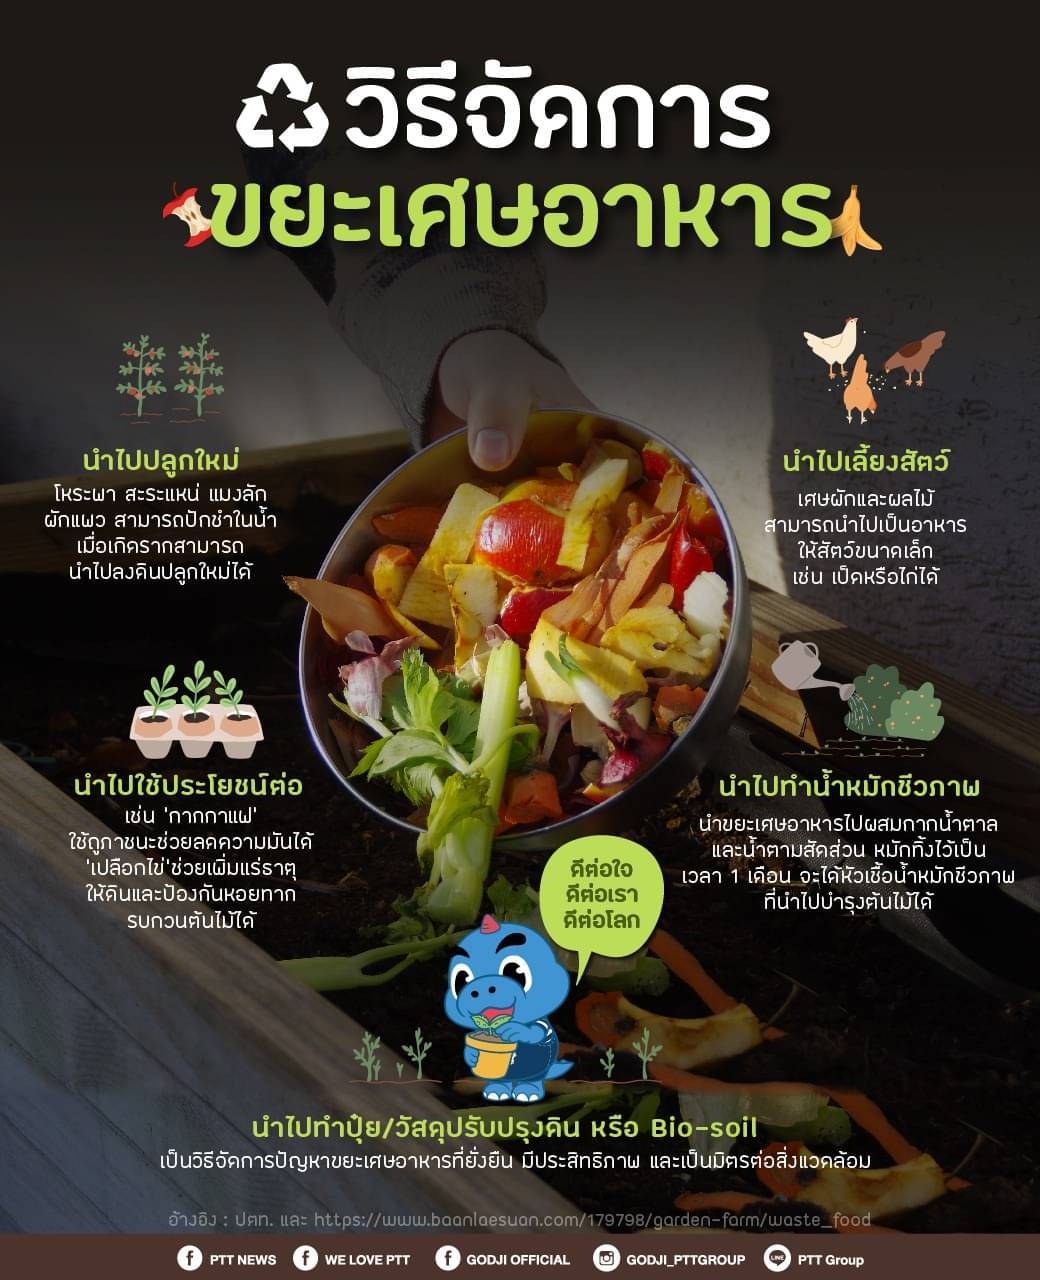 วิธีจัดการ
ขยะเศษอาหาร
นำไปปลูกใหม่
โหระพา สะระแหน่ แมงลัก
ผักแพว สามารถปักชำในน้ำ
เมื่อเกิดรากสามารถ
นำไปลงดินปลูกใหม่ได้
นำไปเลี้ยงสัตว์
เศษผักและผลไม้
สามารถนำไปเป็นอาหาร
ให้สัตว์ขนาดเล็ก
เช่น เป็ดหรือไก่ได้
นำไปใช้ประโยชน์ต่อ
เช่น 'กากกาแฟ'
ใช้ถูภาชนะช่วยลดความมันได้
'เปลือกไข่'ช่วยเพิ่มแร่ธาตุ
ให้ดินและป้องกันหอยทาก
รบกวนต้นไม้ได้
นำไปทำน้ำหมักชีวภาพ
นำขยะเศษอาหารไปผสมกากน้ำตาล
และน้ำตามสัดส่วน หมักทิ้งไว้เป็น
เวลา 1 เดือน จะได้หัวเชื้อน้ำหมักชีวภาพ
ที่นำไปบำรุงต้นไม้ได้
ดีต่อใจ
ดีต่อเรา
ดีต่อโลก
นำไปทำปุ๋ย/วัสดุปรับปรุงดิน หรือ Bio-soil
เป็นวิธีจัดการปัญหาขยะเศษอาหารที่ยั่งยืน มีประสิทธิภาพ และเป็นมิตรต่อสิ่งแวดล้อม
อ้างอิง : ปตท. และ https://www.baanlaesuan.com/179798/garden-farm/waste_food
PTT NEWS WE LOVE PTT GODJI OFFICIAL GODJI_PTTGROUP LINE PTT Group